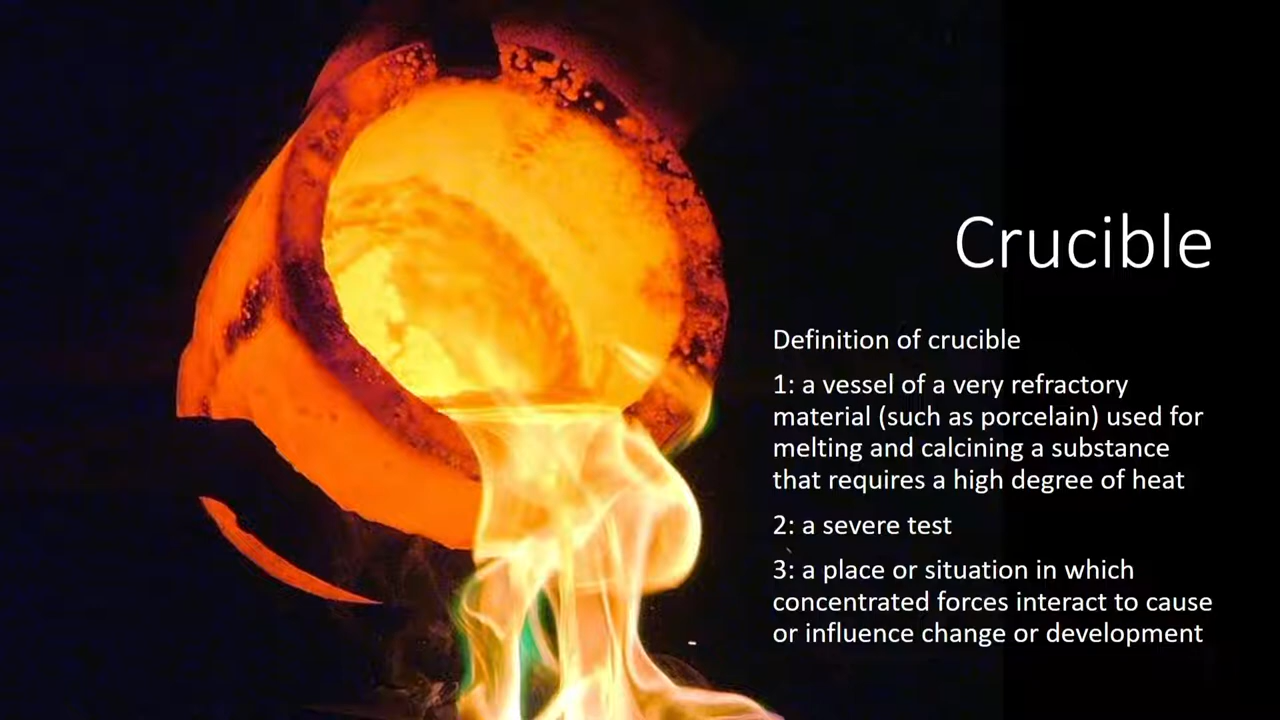 Crucible
Definition of crucible
1: a vessel of a very refractory
material (such as porcelain) used for
melting and calcining a substance
that requires a high degree of heat
2: a severe test
3: a place or situation in which
concentrated forces interact to cause
or influence change or development